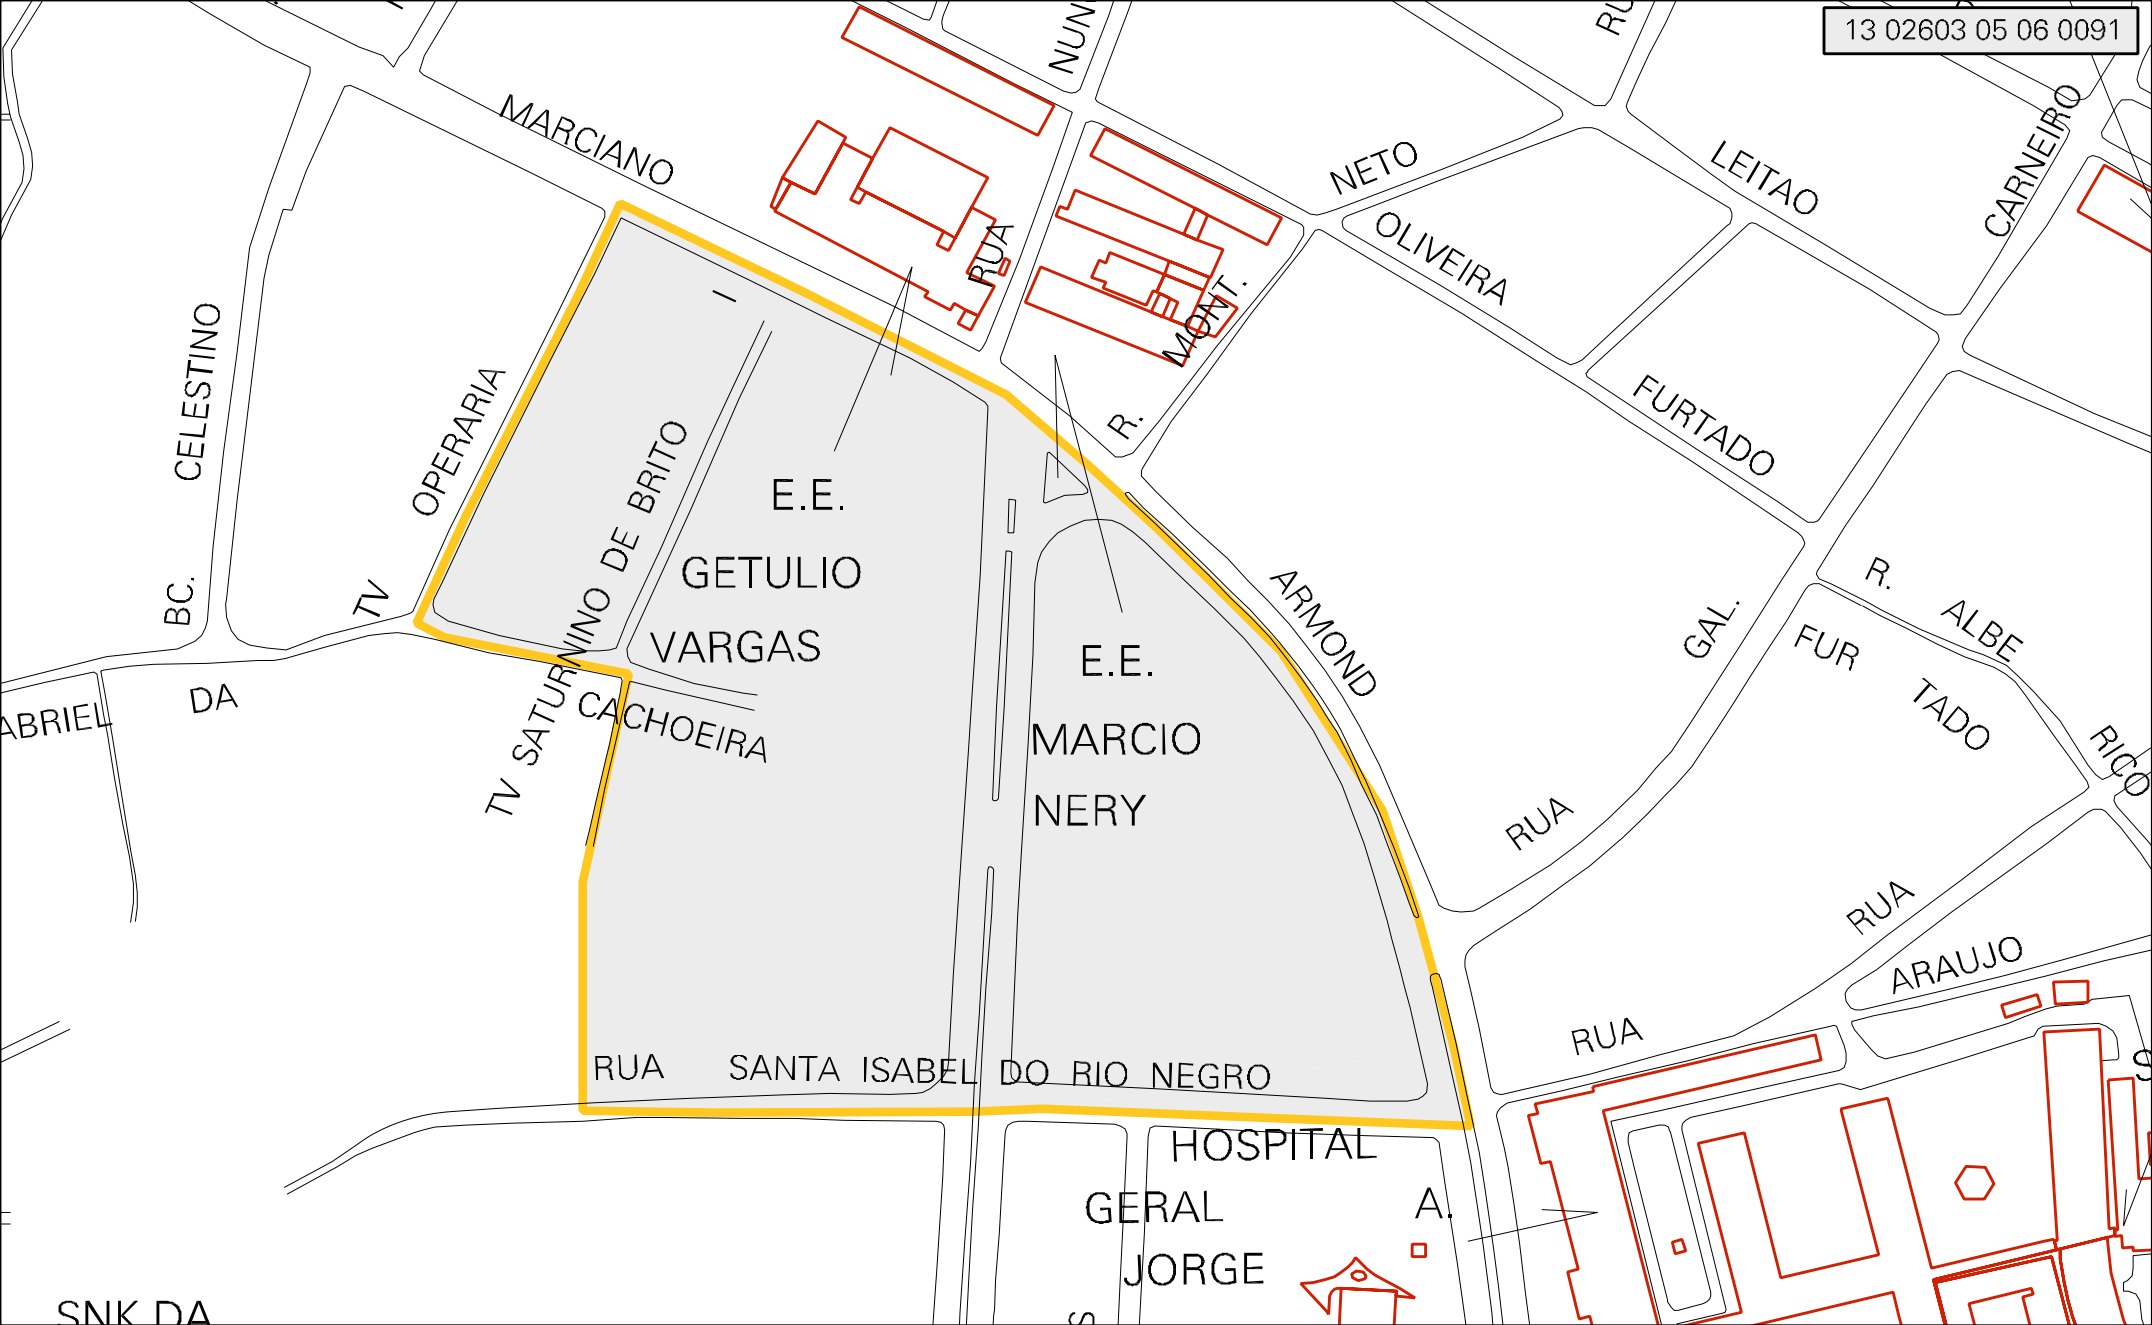 13 02603 05 06 0091
MARCIANO
RUA
NETO
LEITAO
CARNEIRO
OLIVEIRA
R. MONT.
CELESTINO
BC.
TV OPERARIA
TV SATURNINO DE BRITO
I
E.E.
GETULIO
VARGAS
FURTADO
ARMOND
E.E.
MARCIO
NERY
RUA GAL.
R. ALBE
RICO
FUR
TADO
DA
CACHOEIRA
ABRIEL
RUA
RUA
ARAUJO
RUA SANTA ISABEL DO RIO NEGRO
HOSPITAL
GERAL
JORGE
A.
SNK DA